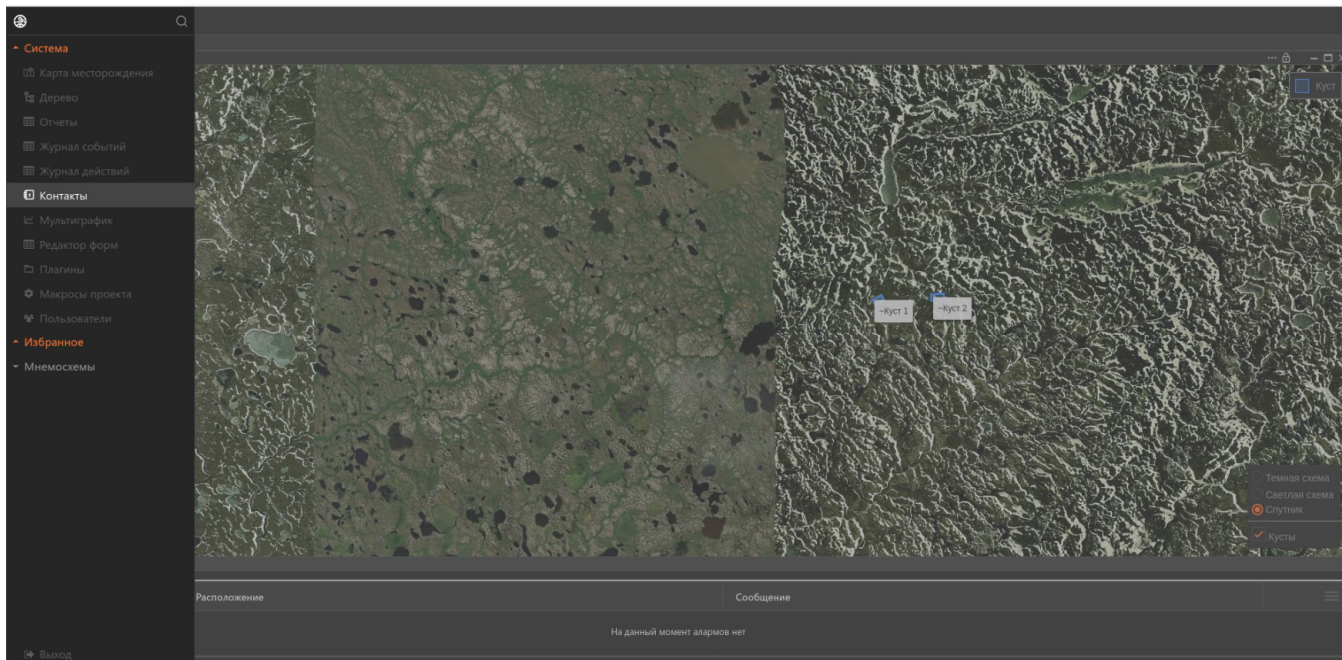 Система
Карта месторождения
Дерево
Отчеты
Журнал событий
Журнал действий
Контакты
Мультиграфик
Редактор форм
Плагины
Макросы проекта
Пользователи
Избранное
Мнемосхемы
Выход
Куст
~Куст 1
~Куст 2
Темная схема
Светлая схема
Спутник
Кусты
Расположение
Сообщение
На данный момент алармов нет